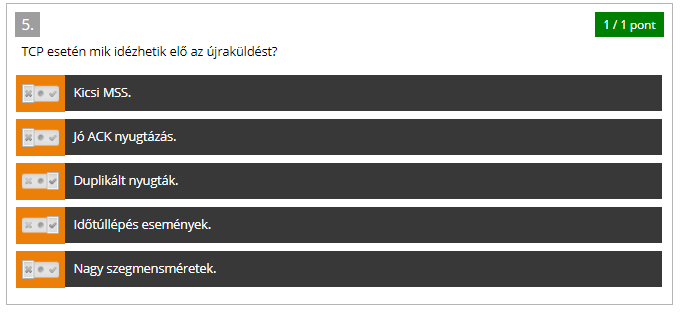 5.
1 / 1 pont
TCP esetén mik idézhetik elő az újraküldést?
Kicsi MSS.
Jó ACK nyugtázás.
Duplikált nyugták.
Időtúllépés események.
Nagy szegmensméretek.